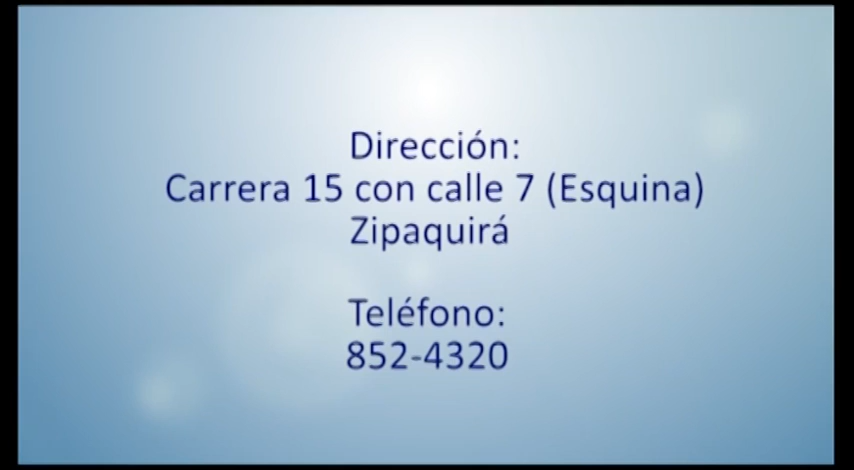 Dirección:
Carrera 15 con calle 7 (Esquina)
Zipaquirá
Teléfono:
852-4320